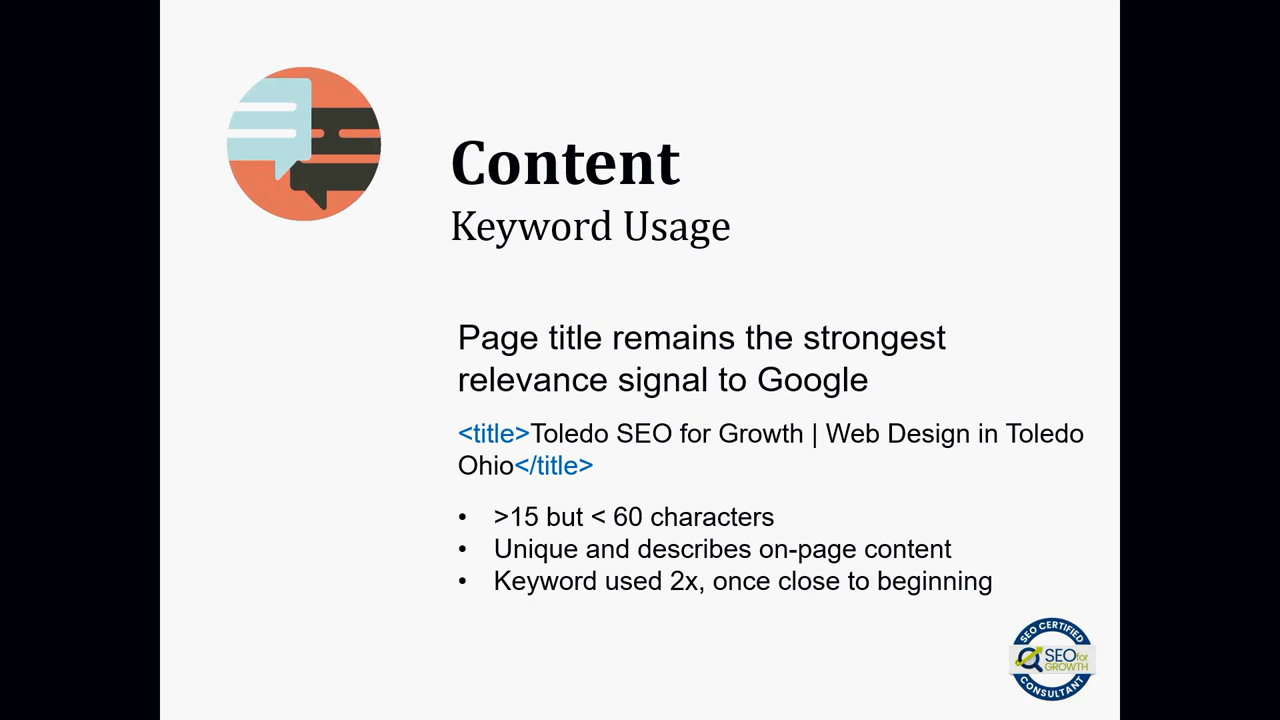 Content
Keyword Usage
Page title remains the strongest
relevance signal to Google
<title>Toledo SEO for Growth | Web Design in Toledo
Ohio</title>
• >15 but < 60 characters
• Unique and describes on-page content
• Keyword used 2x, once close to beginning
SEO CERTIFIED
SEO for
GROWTH
CONSULTANT